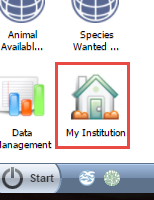 Animal
Availabl...
Species
Wanted ...
Data
Management
My Institution
Start